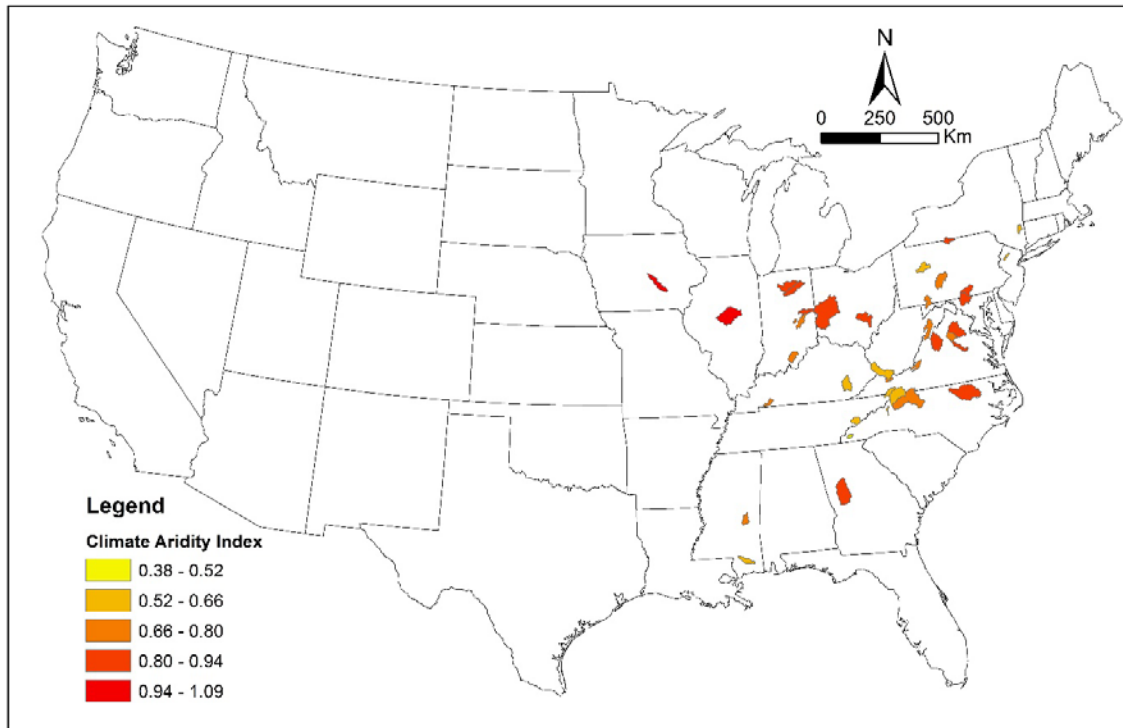 N
0 250 500
Km
Legend
Climate Aridity Index
0.38 - 0.52
0.52 - 0.66
0.66 - 0.80
0.80 - 0.94
0.94 - 1.09